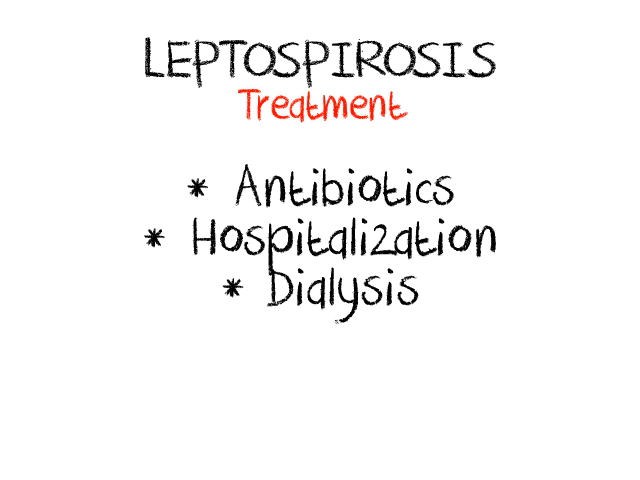 LEPTOSPIROSIS
Treatment
* Antibiotics
* Hospitalization
* Dialysis